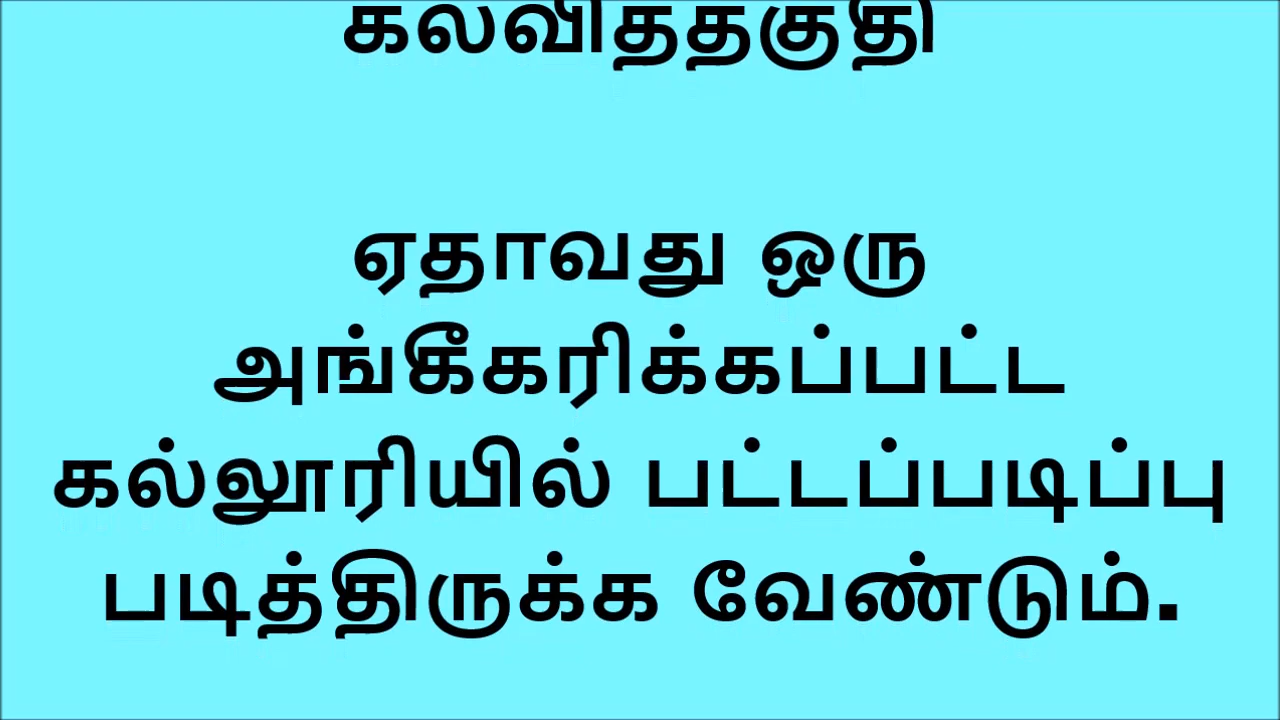 கல்வித்தகுதி
ஏதாவது ஒரு
அங்கீகரிக்கப்பட்ட
கல்லூரியில் பட்டப்படிப்பு
படித்திருக்க வேண்டும்.